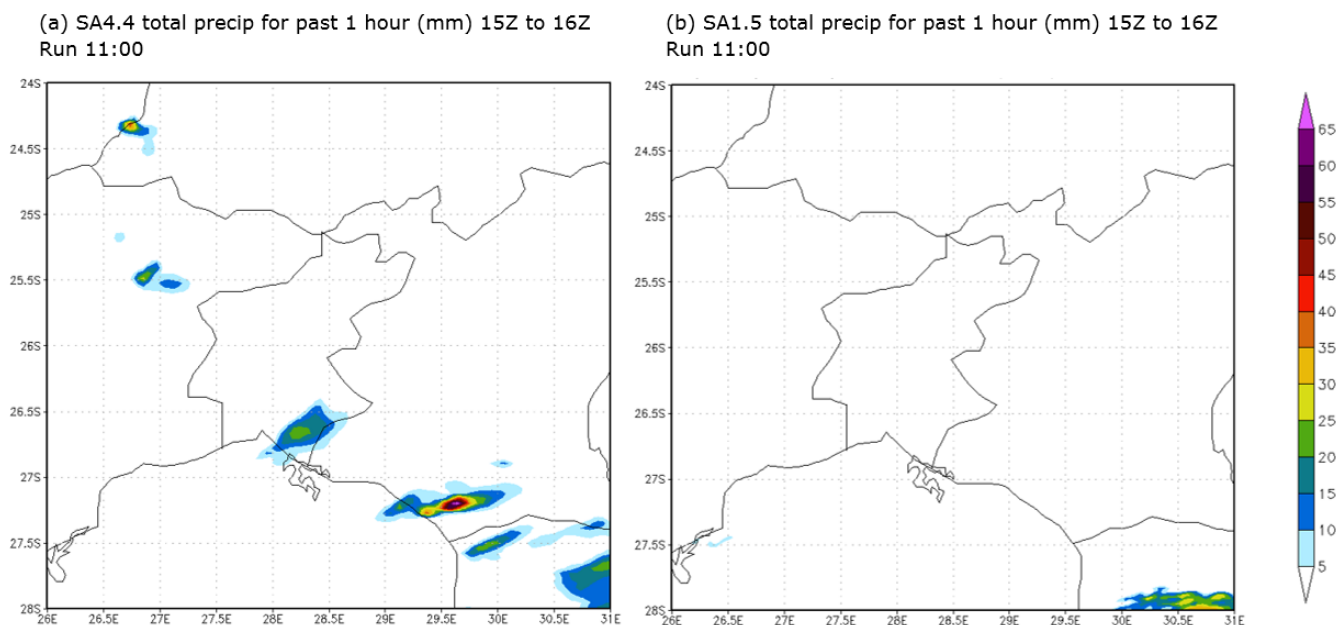 (a) SA4.4 total precip for past 1 hour (mm) 15Z to 16Z
Run 11:00
(b) SA1.5 total precip for past 1 hour (mm) 15Z to 16Z
Run 11:00
24S
24.5S
25S
25.5S
26S
26.5S
27S
27.5S
28S
26E
26.5E
27E
27.5E
28E
28.5E
29E
29.5E
30E
30.5E
31E
24S
24.5S
25S
25.5S
26S
26.5S
27S
27.5S
28S
26E
26.5E
27E
27.5E
28E
28.5E
29E
29.5E
30E
30.5E
31E
65
60
55
50
45
40
35
30
25
20
15
10
5